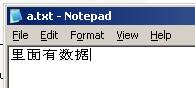 a.txt - Notepad
File Edit Format View Help
里面有数据